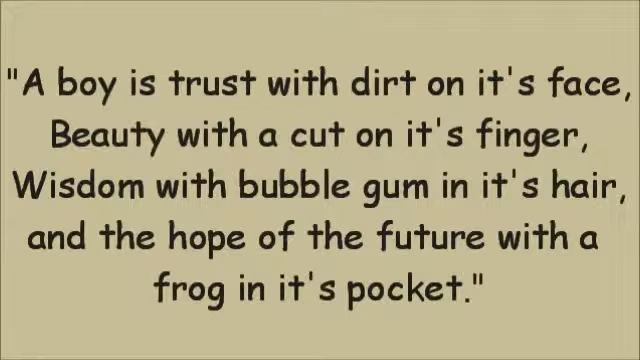 "A boy is trust with dirt on it's face,
Beauty with a cut on it's finger,
Wisdom with bubble gum in it's hair,
and the hope of the future with a
frog in it's pocket."